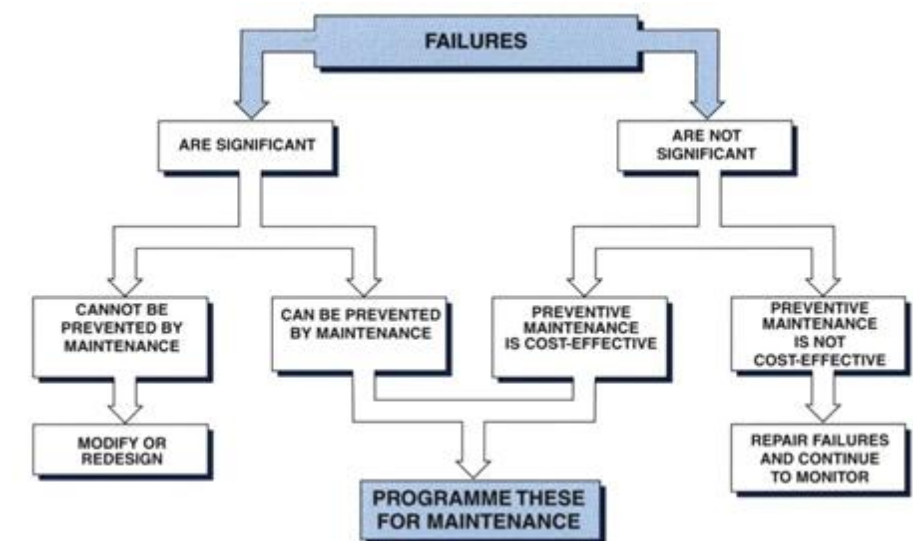 FAILURES
ARE SIGNIFICANT
ARE NOT
SIGNIFICANT
CANNOT BE
PREVENTED BY
MAINTENANCE
CAN BE PREVENTED
BY MAINTENANCE
PREVENTIVE
MAINTENANCE
IS COST-EFFECTIVE
PREVENTIVE
MAINTENANCE
IS NOT
COST-EFFECTIVE
MODIFY OR
REDESIGN
PROGRAMME THESE
FOR MAINTENANCE
REPAIR FAILURES
AND CONTINUE
TO MONITOR